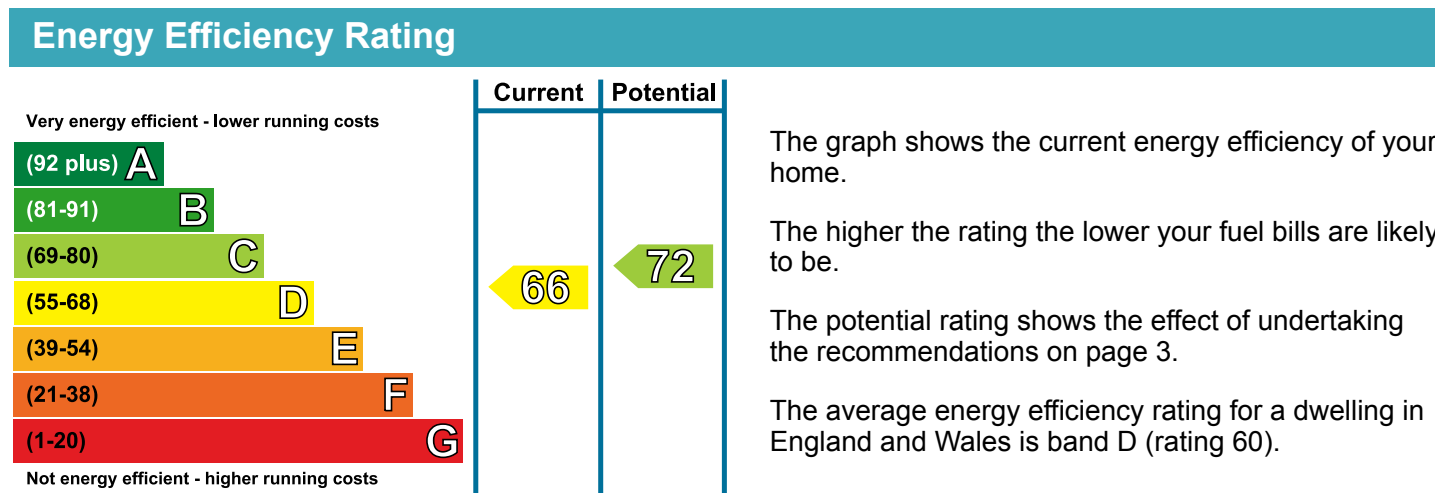 Energy Efficiency Rating
Current Potential
Very energy efficient - lower running costs
(92 plus) A
(81-91) B
(69-80) C
(55-68) D
(39-54) E
(21-38) F
(1-20) G
Not energy efficient - higher running costs
66
72
The graph shows the current energy efficiency of your
home.
The higher the rating the lower your fuel bills are likely
to be.
The potential rating shows the effect of undertaking
the recommendations on page 3.
The average energy efficiency rating for a dwelling in
England and Wales is band D (rating 60).